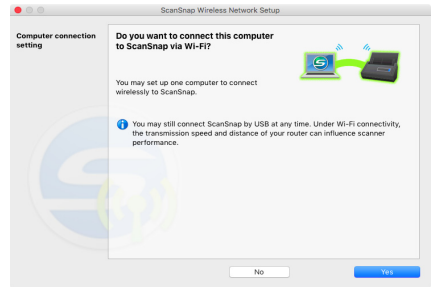 ScanSnap Wireless Network Setup
Computer connection
setting
Do you want to connect this computer
to ScanSnap via Wi-Fi?
You may set up one computer to connect
wirelessly to ScanSnap.
You may still connect ScanSnap by USB at any time. Under Wi-Fi connectivity,
the transmission speed and distance of your router can influence scanner
performance.
No
Yes